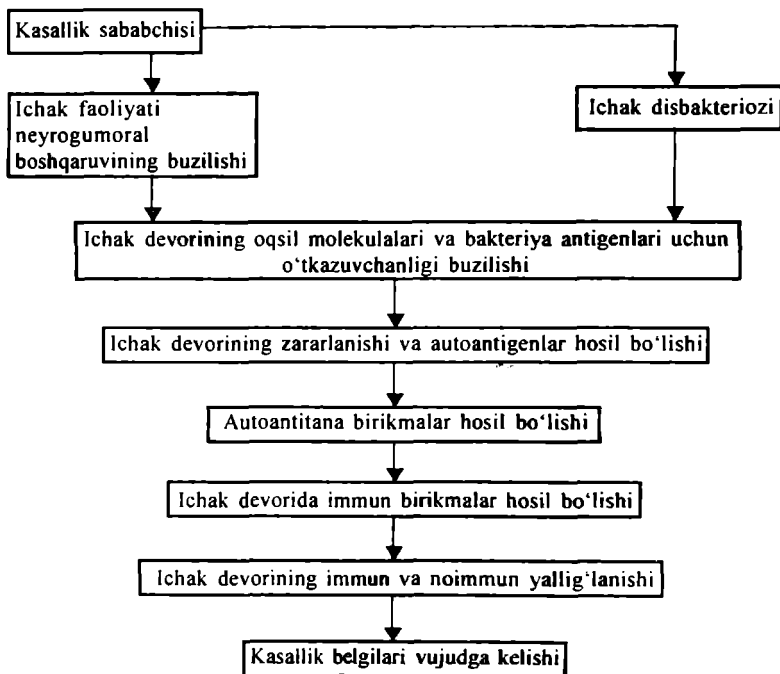 Kasallik sababchisi
Ichak faoliyati
neyrogumoral
boshqaruvining buzilishi
Ichak disbakteriozi
Ichak devorining oqsil molekulalari va bakteriya antigenlari uchun
o‘tkazuvchanligi buzilishi
Ichak devorining zararlanishi va autoantigenlar hosil bo‘lishi
Autoantitana birikmalar hosil bo‘lishi
Ichak devorida immun birikmalar hosil bo‘lishi
Ichak devorining immun va noimmun yallig‘lanishi
Kasallik belgilari vujudga kelishi